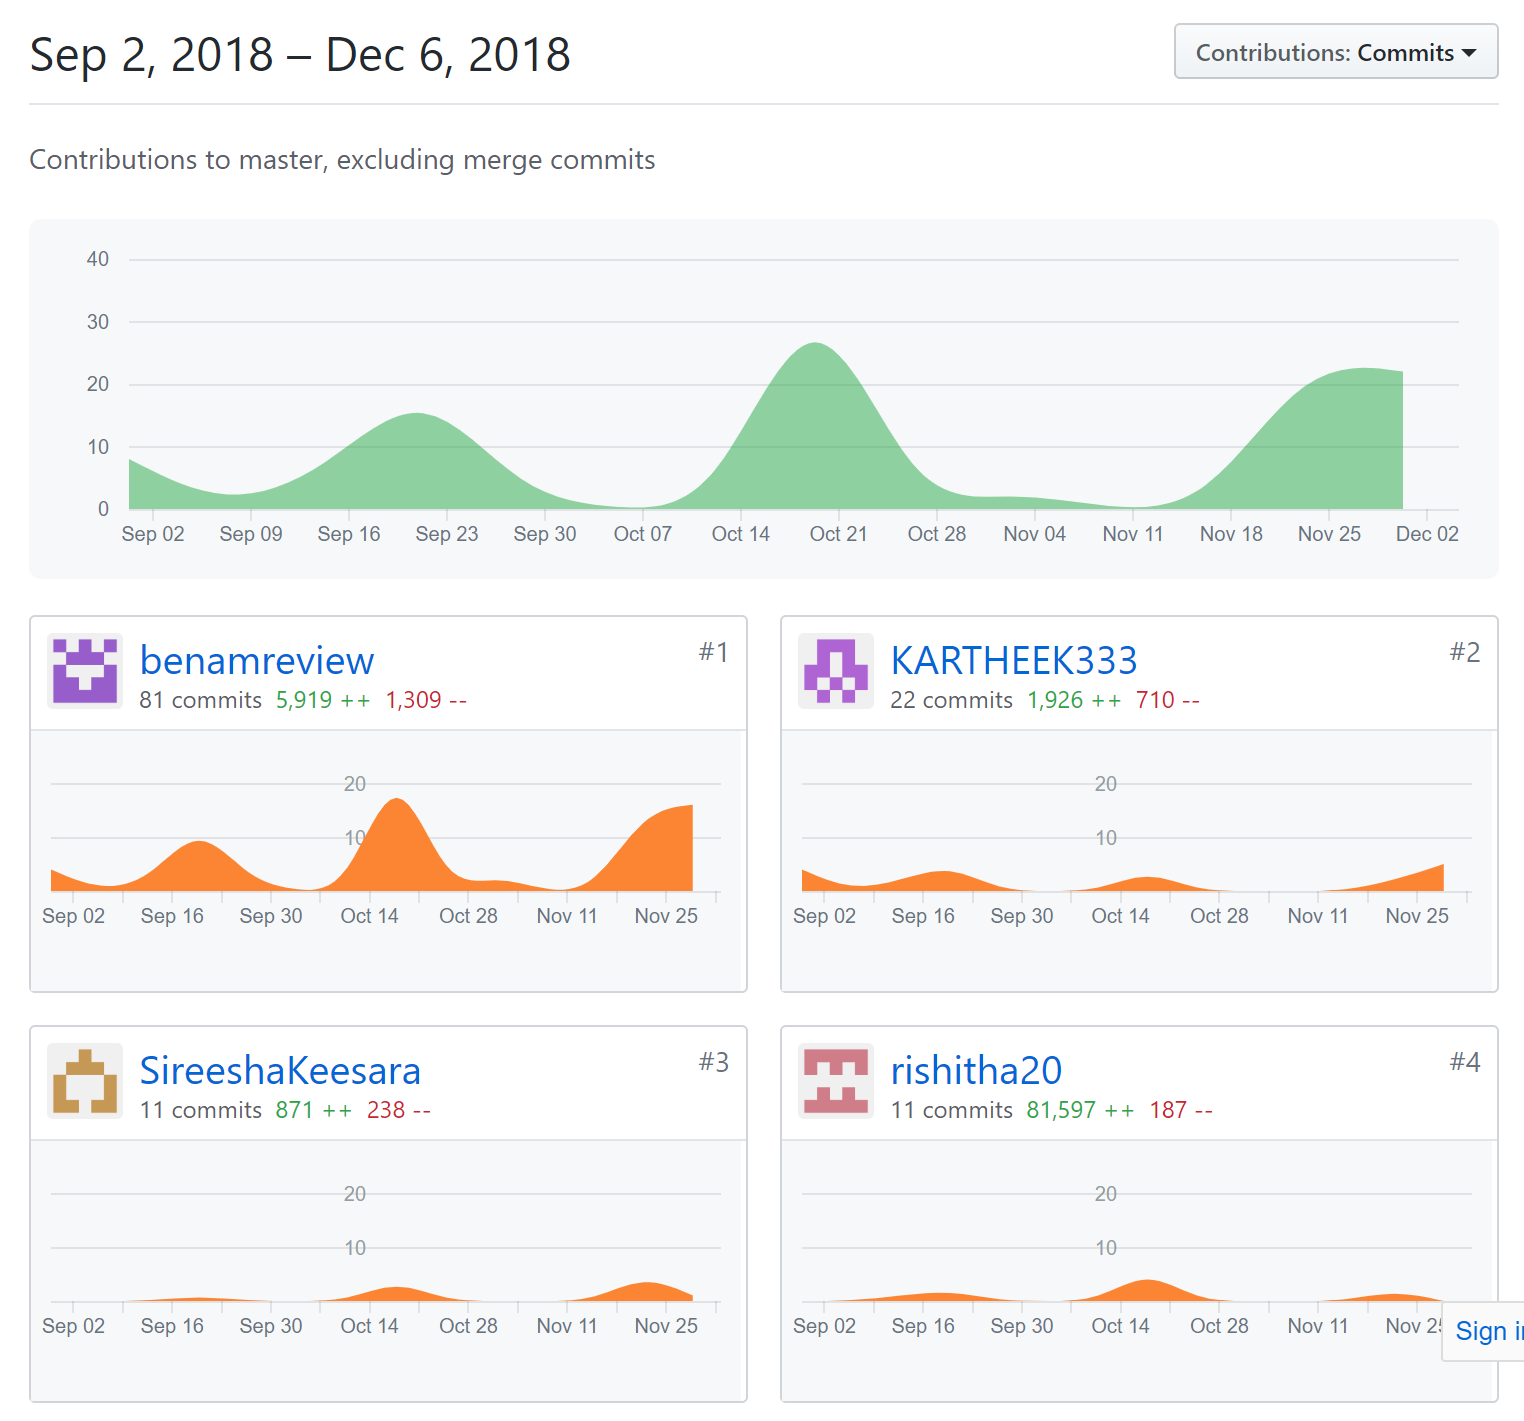 Sep 2, 2018 – Dec 6, 2018
Contributions: Commits
Contributions to master, excluding merge commits
40
30
20
10
0
Sep 02 Sep 09 Sep 16 Sep 23 Sep 30 Oct 07 Oct 14 Oct 21 Oct 28 Nov 04 Nov 11 Nov 18 Nov 25 Dec 02
benamreview #1
81 commits 5,919 ++ 1,309 --
20
10
Sep 02 Sep 16 Sep 30 Oct 14 Oct 28 Nov 11 Nov 25
KARTHEEK333 #2
22 commits 1,926 ++ 710 --
20
10
Sep 02 Sep 16 Sep 30 Oct 14 Oct 28 Nov 11 Nov 25
SireeshaKeesara #3
11 commits 871 ++ 238 --
20
10
Sep 02 Sep 16 Sep 30 Oct 14 Oct 28 Nov 11 Nov 25
rishitha20 #4
11 commits 81,597 ++ 187 --
20
10
Sep 02 Sep 16 Sep 30 Oct 14 Oct 28 Nov 11 Nov 25
Sign in